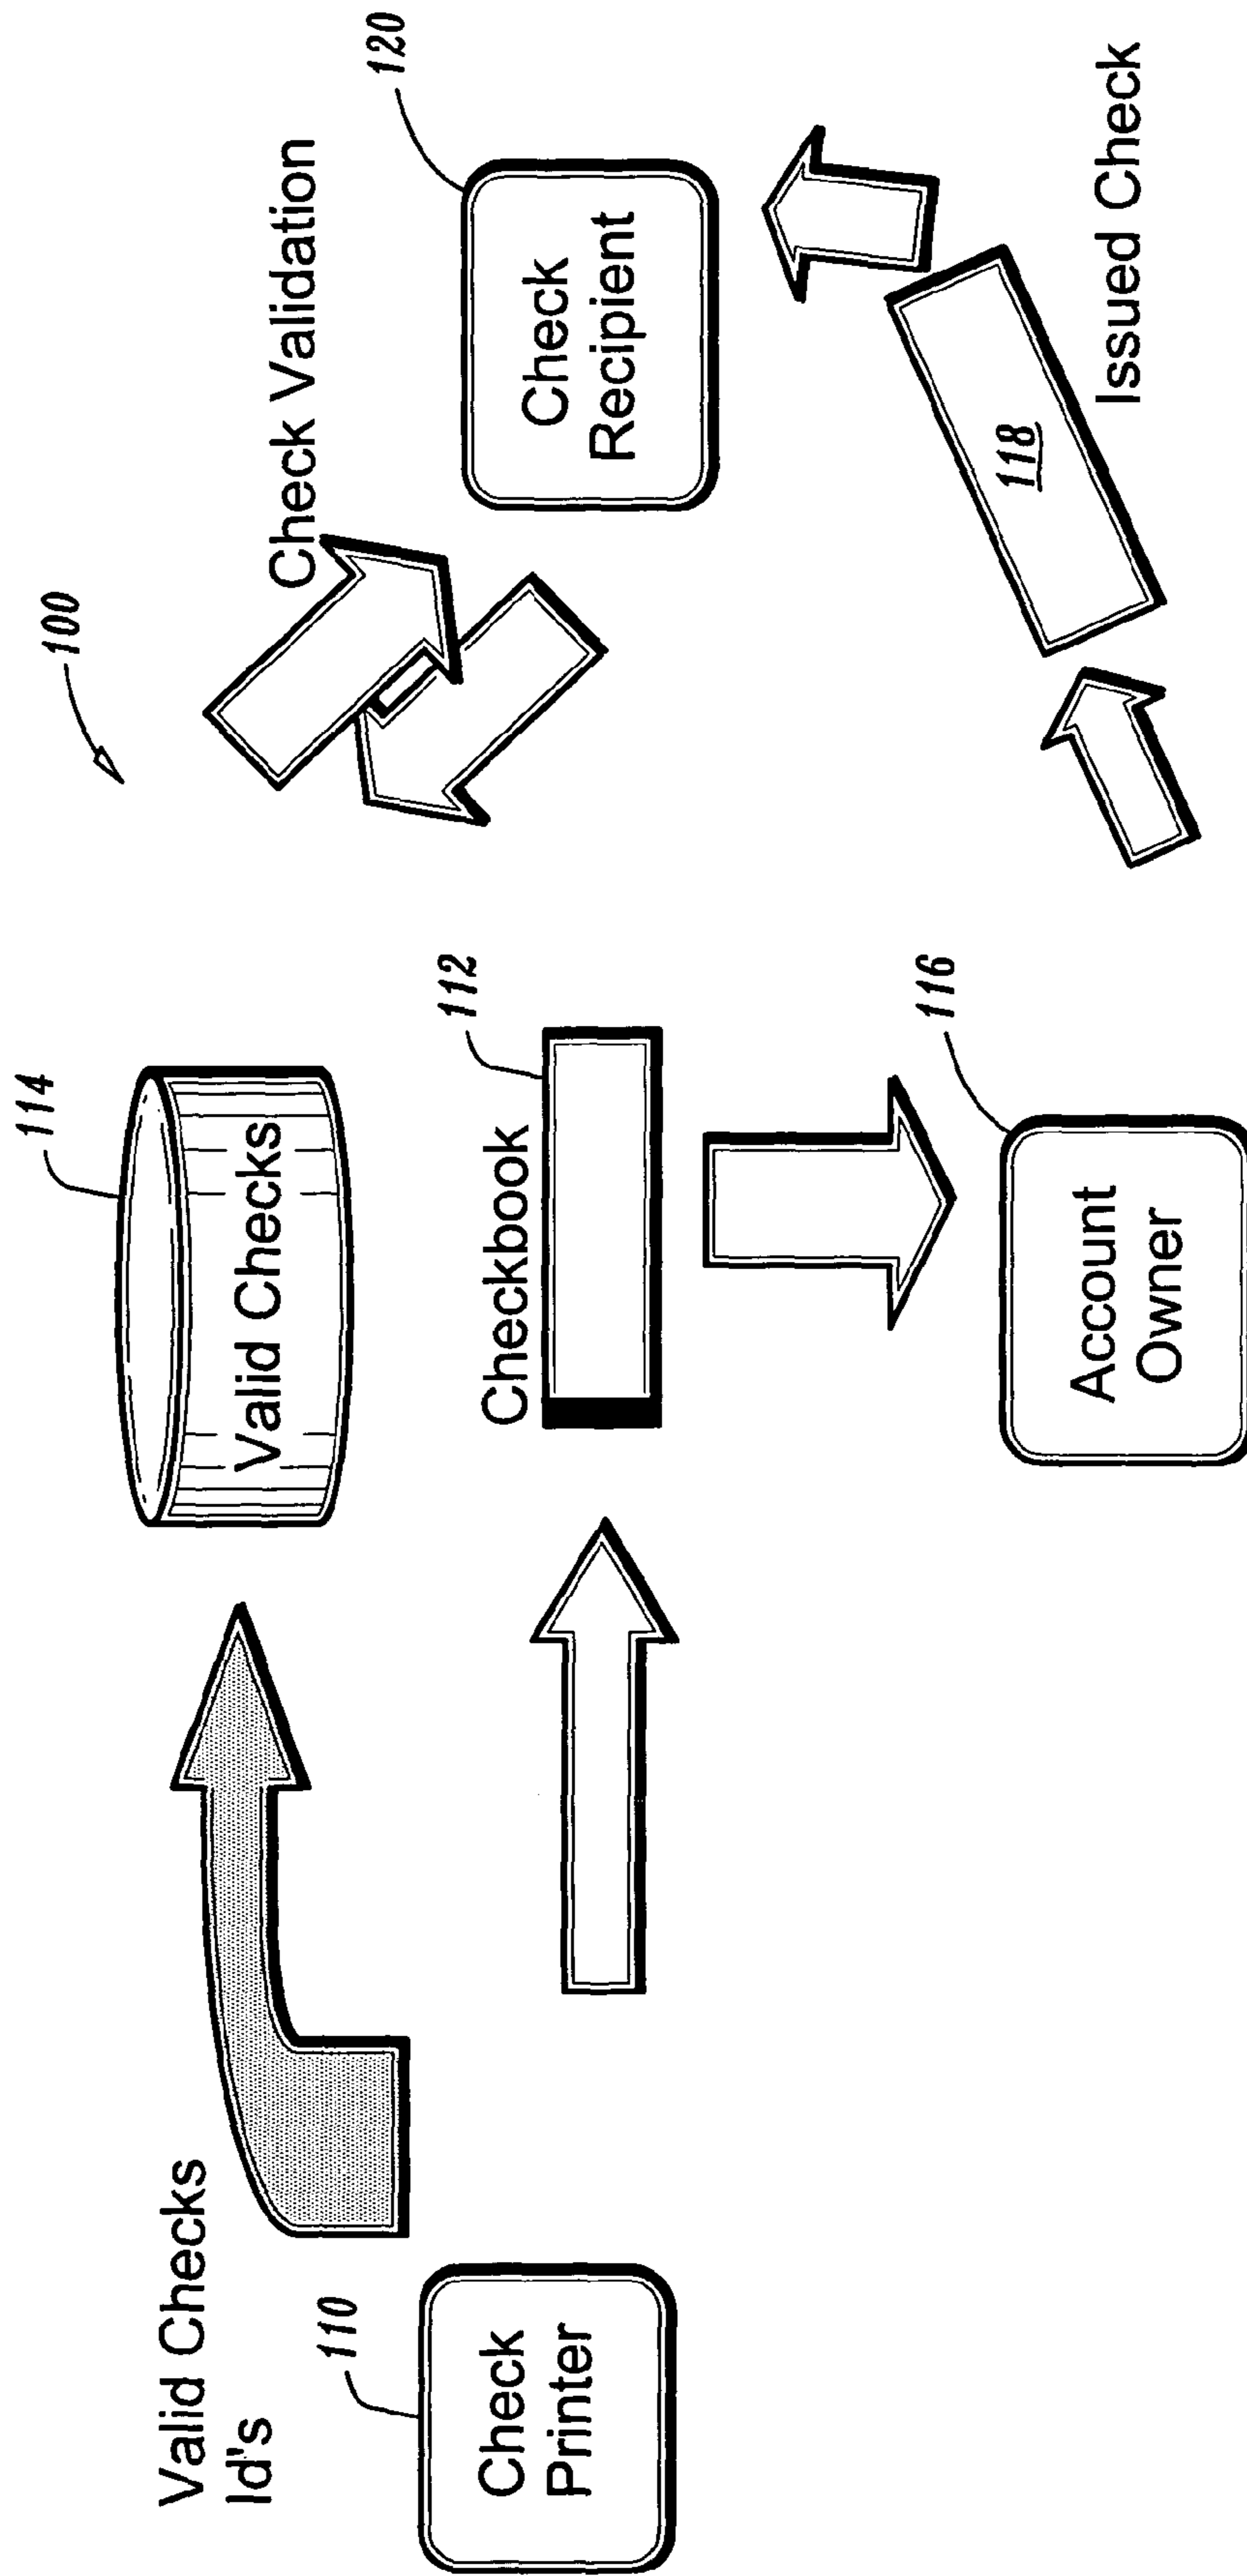 100
Valid Checks
Id's
114
Valid Checks
Check Validation
110
Check
Printer
Checkbook
112
120
Check
Recipient
116
Account
Owner
118
Issued Check